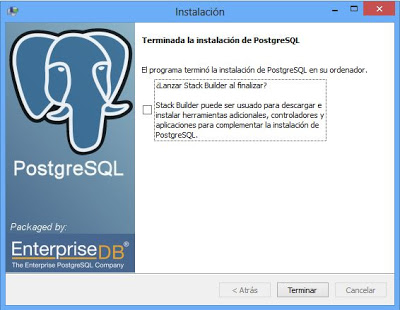 Instalación
Terminada la instalación de PostgreSQL
El programa terminó la instalación de PostgreSQL en su ordenador.
¿Lanzar Stack Builder al finalizar?
Stack Builder puede ser usado para descargar e
instalar herramientas adicionales, controladores y
aplicaciones para complementar la instalación de
PostgreSQL.
PostgreSQL
Packaged by:
EnterpriseDB®
The Enterprise PostgreSQL Company
< Atrás
Terminar
Cancelar